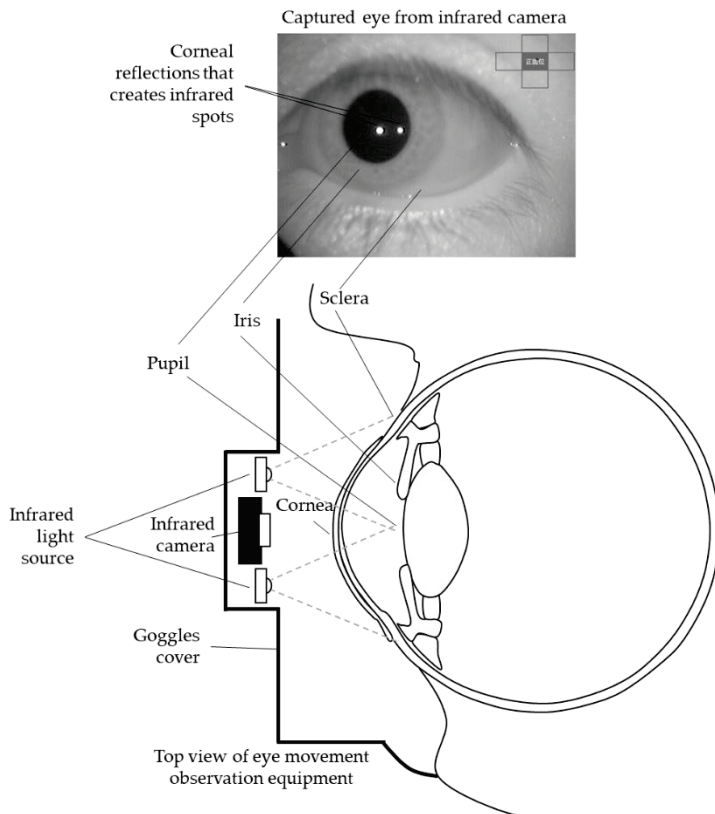 Captured eye from infrared camera
Corneal
reflections that
creates infrared
spots
Sclera
Iris
Pupil
Infrared
light
source
Infrared
camera
Cornea
Goggles
cover
Top view of eye movement
observation equipment